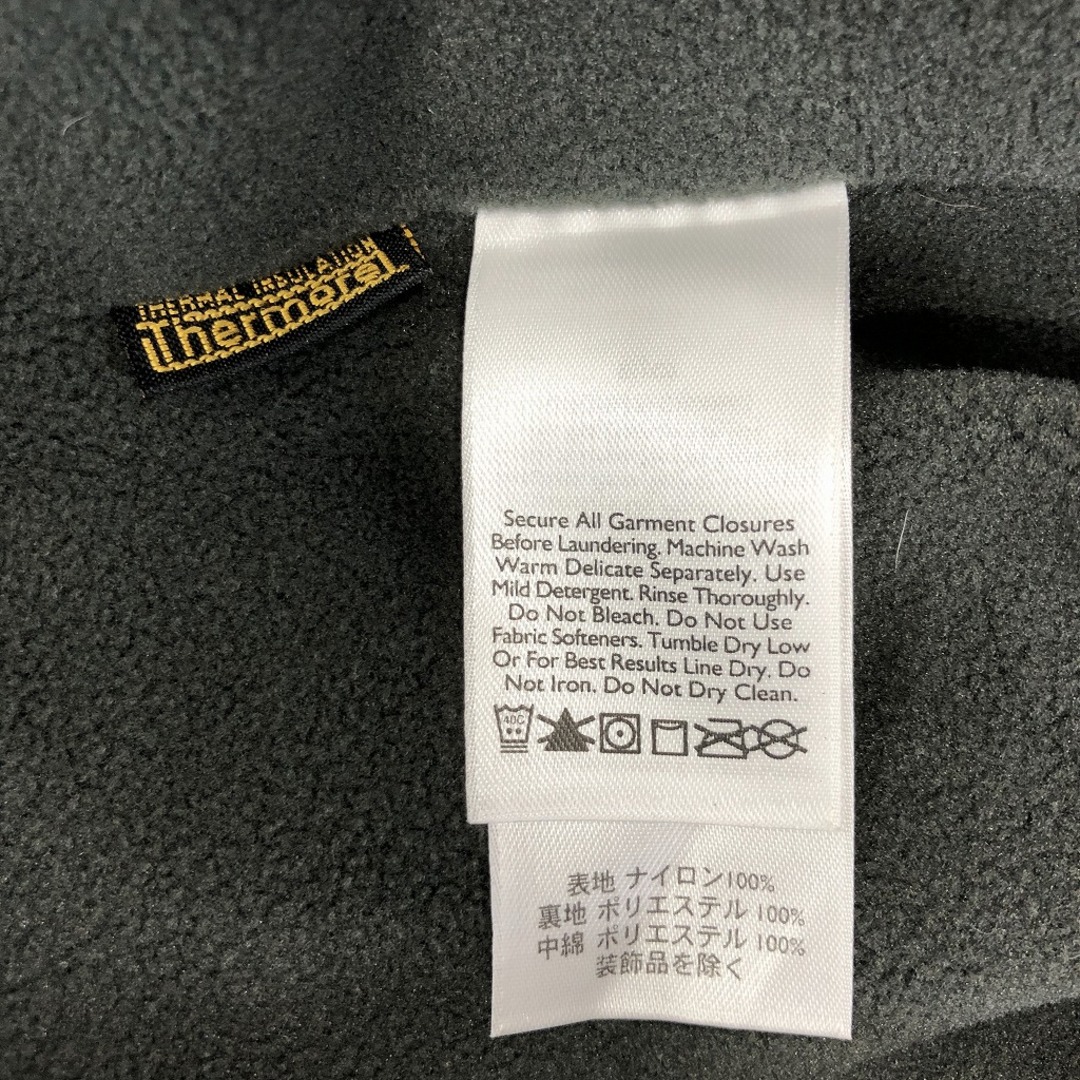 THERMAL INSULATION
Thermore
Secure All Garment Closures
Before Laundering. Machine Wash
Warm Delicate Separately. Use
Mild Detergent. Rinse Thoroughly.
Do Not Bleach. Do Not Use
Fabric Softeners. Tumble Dry Low
Or For Best Results Line Dry. Do
Not Iron. Do Not Dry Clean.
40C
表地 ナイロン100%
裏地 ポリエステル 100%
中綿 ポリエステル 100%
装飾品を除く